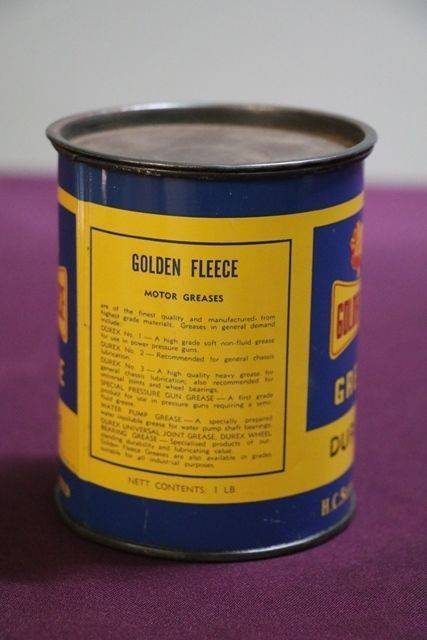 GOLDEN FLEECE
MOTOR GREASES
are of the finest quality and manufactured from
highest grade materials. Greases in general demand
include:
DUREX No. 1 — A high grade soft non-fluid grease
for use in power pressure guns.
DUREX No. 2 — Recommended for general chassis
lubrication.
DUREX No. 3 — A high quality heavy grease for
general chassis lubrication; also recommended for
universal joints and wheel bearings.
SPECIAL PRESSURE GUN GREASE — A first grade
product for use in pressure guns requiring a semi-
fluid grease.
WATER PUMP GREASE — A specially prepared
water insoluble grease for water pump shaft bearings.
DUREX UNIVERSAL JOINT GREASE, DUREX WHEEL
BEARING GREASE — Specialised products of out-
standing durability and lubricating value.
Golden Fleece Greases are also available in grades
suitable for all industrial purposes.
NETT CONTENTS: 1 LB
GOLD
GR
DU
H.C.